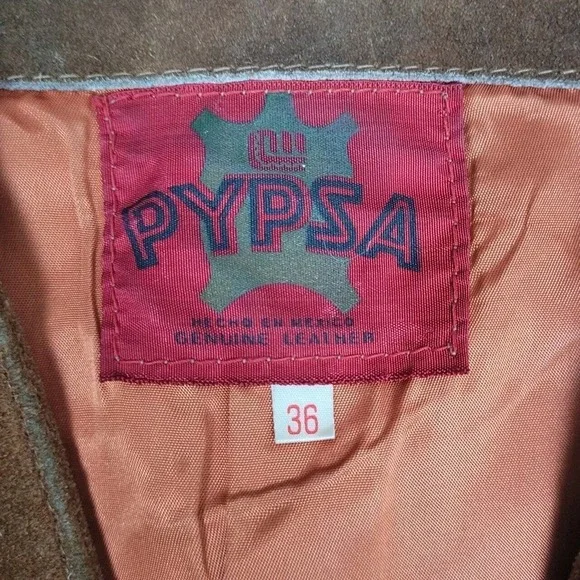 PYPSA
HECHO EN MEXICO
GENUINE LEATHER
36